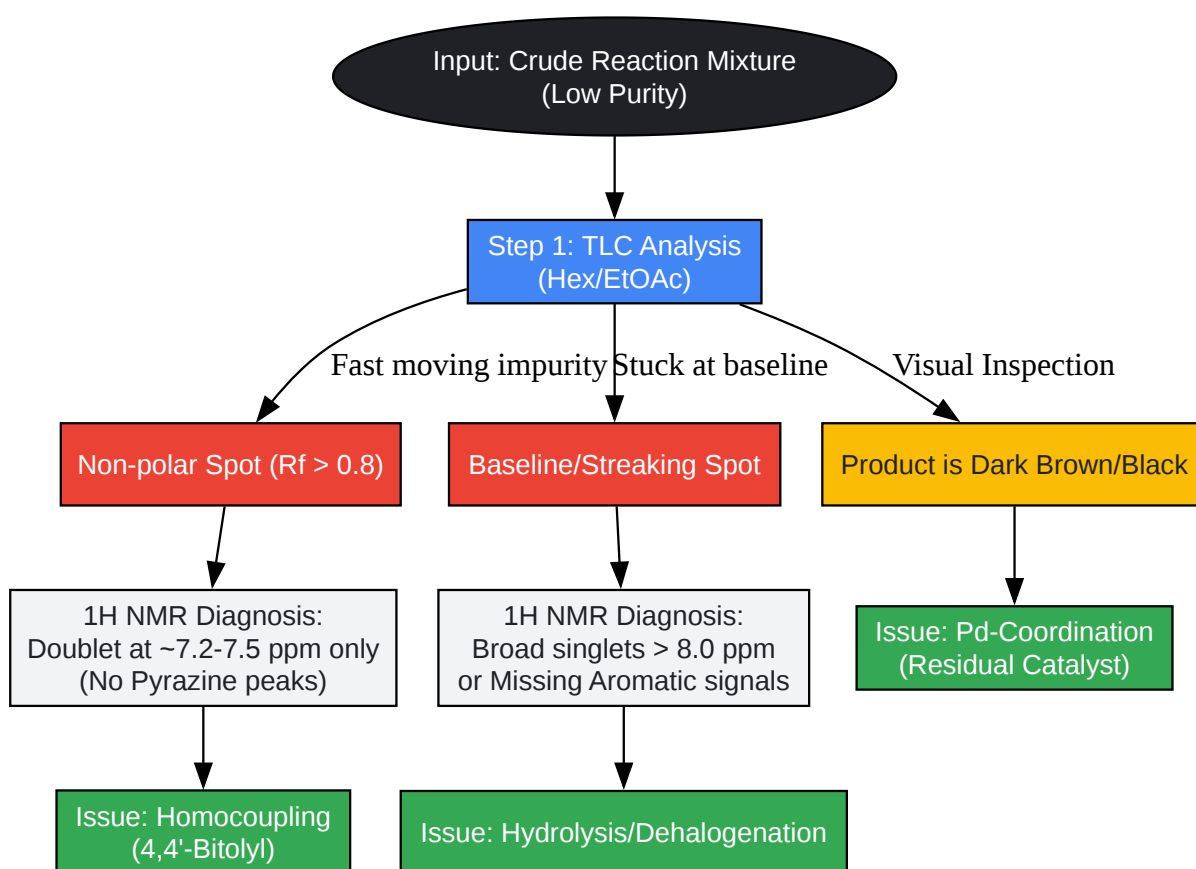 Input: Crude Reaction Mixture
(Low Purity)
Step 1: TLC Analysis
(Hex/EtOAc)
Fast moving impurity
Stuck at baseline
Visual Inspection
Non-polar Spot (Rf > 0.8)
Baseline/Streaking Spot
Product is Dark Brown/Black
1H NMR Diagnosis:
Doublet at ~7.2-7.5 ppm only
(No Pyrazine peaks)
1H NMR Diagnosis:
Broad singlets > 8.0 ppm
or Missing Aromatic signals
Issue: Pd-Coordination
(Residual Catalyst)
Issue: Homocoupling
(4,4'-Bitolyl)
Issue: Hydrolysis/Dehalogenation